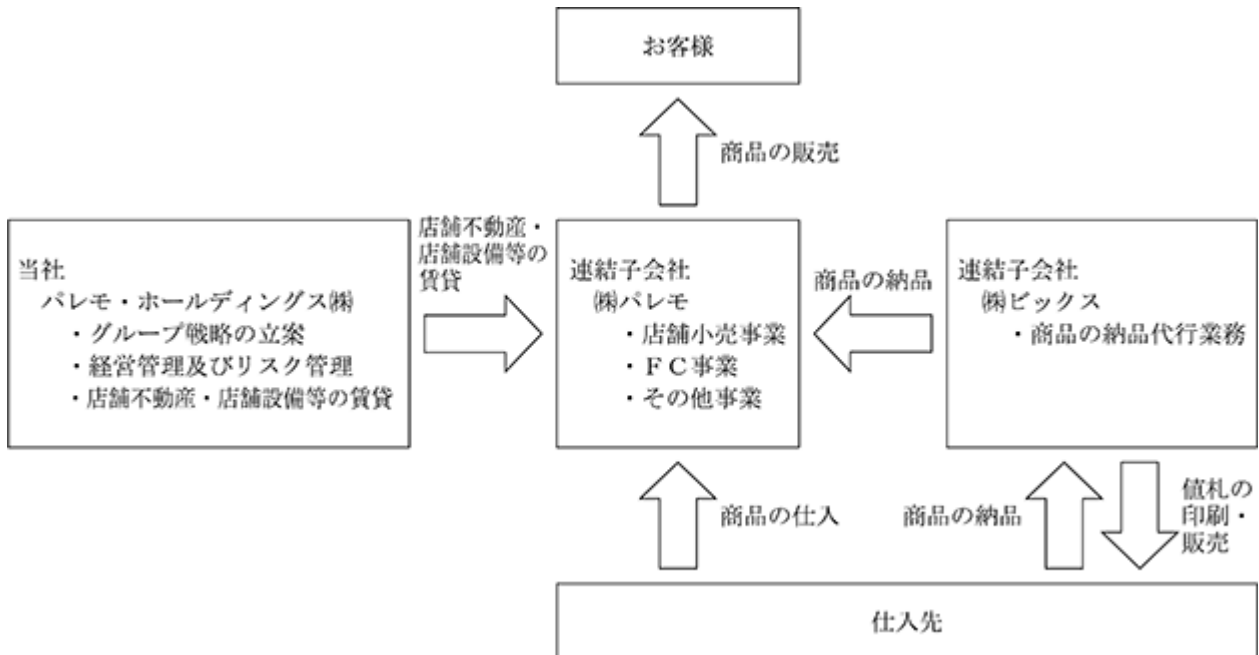 お客様
商品の販売
店舗不動産・
店舗設備等の
賃貸
当社
パレモ・ホールディングス㈱
・グループ戦略の立案
・経営管理及びリスク管理
・店舗不動産・店舗設備等の賃貸
連結子会社
㈱パレモ
・店舗小売事業
・ＦＣ事業
・その他事業
商品の納品
連結子会社
㈱ビックス
・商品の納品代行業務
商品の仕入
商品の納品
値札の
印刷・
販売
仕入先